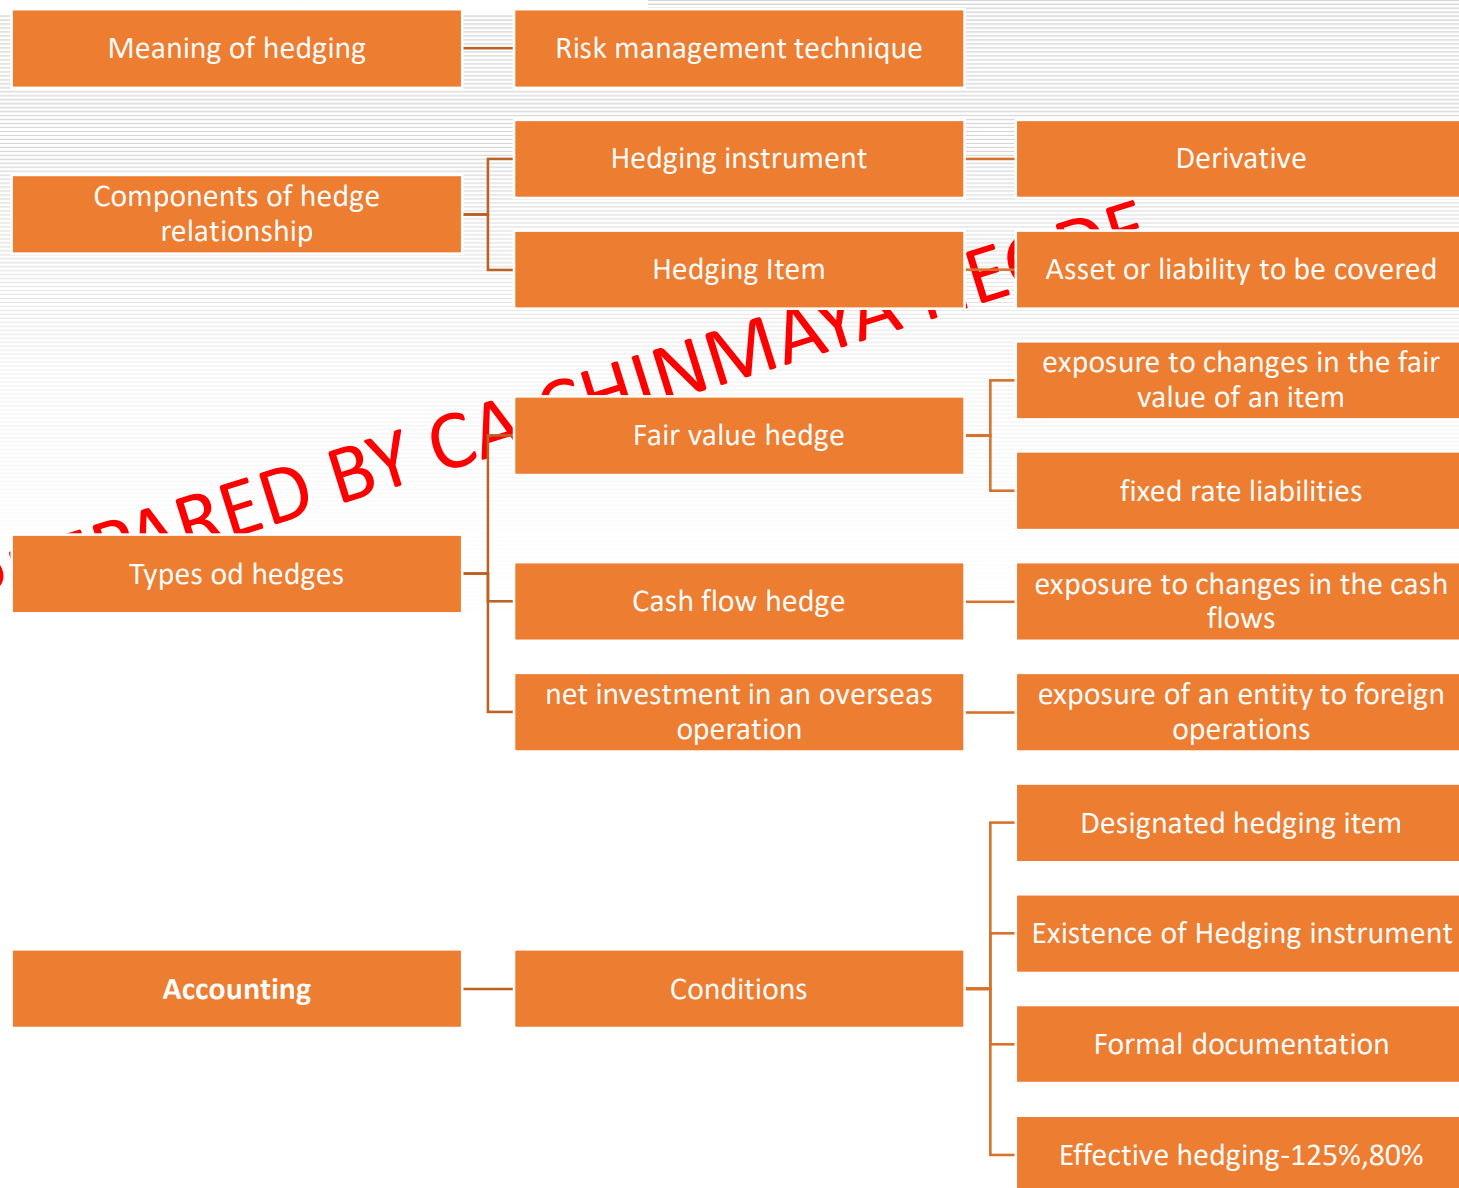 Meaning of hedging
Risk management technique
Components of hedge
relationship
Hedging instrument
Derivative
Hedging Item
Asset or liability to be covered
Types od hedges
Fair value hedge
exposure to changes in the fair
value of an item
fixed rate liabilities
Cash flow hedge
exposure to changes in the cash
flows
net investment in an overseas
operation
exposure of an entity to foreign
operations
Accounting
Conditions
Designated hedging item
Existence of Hedging instrument
Formal documentation
Effective hedging-125%,80%
BY CA CHINMAYA